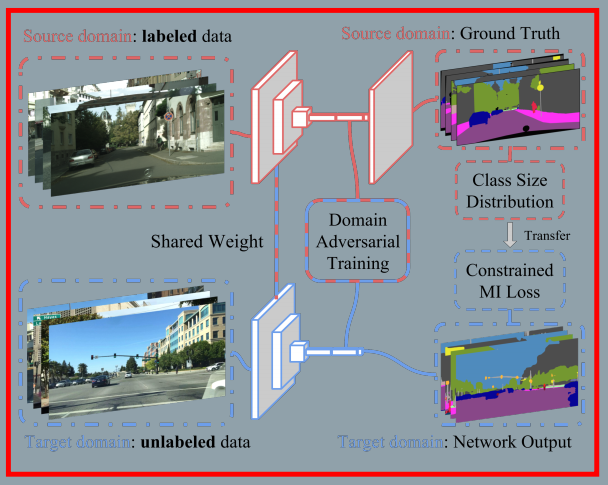 Source domain: labeled data
Source domain: Ground Truth
Class Size
Distribution
Transfer
Shared Weight
Domain
Adversarial
Training
Constrained
MI Loss
Target domain: unlabeled data
Target domain: Network Output